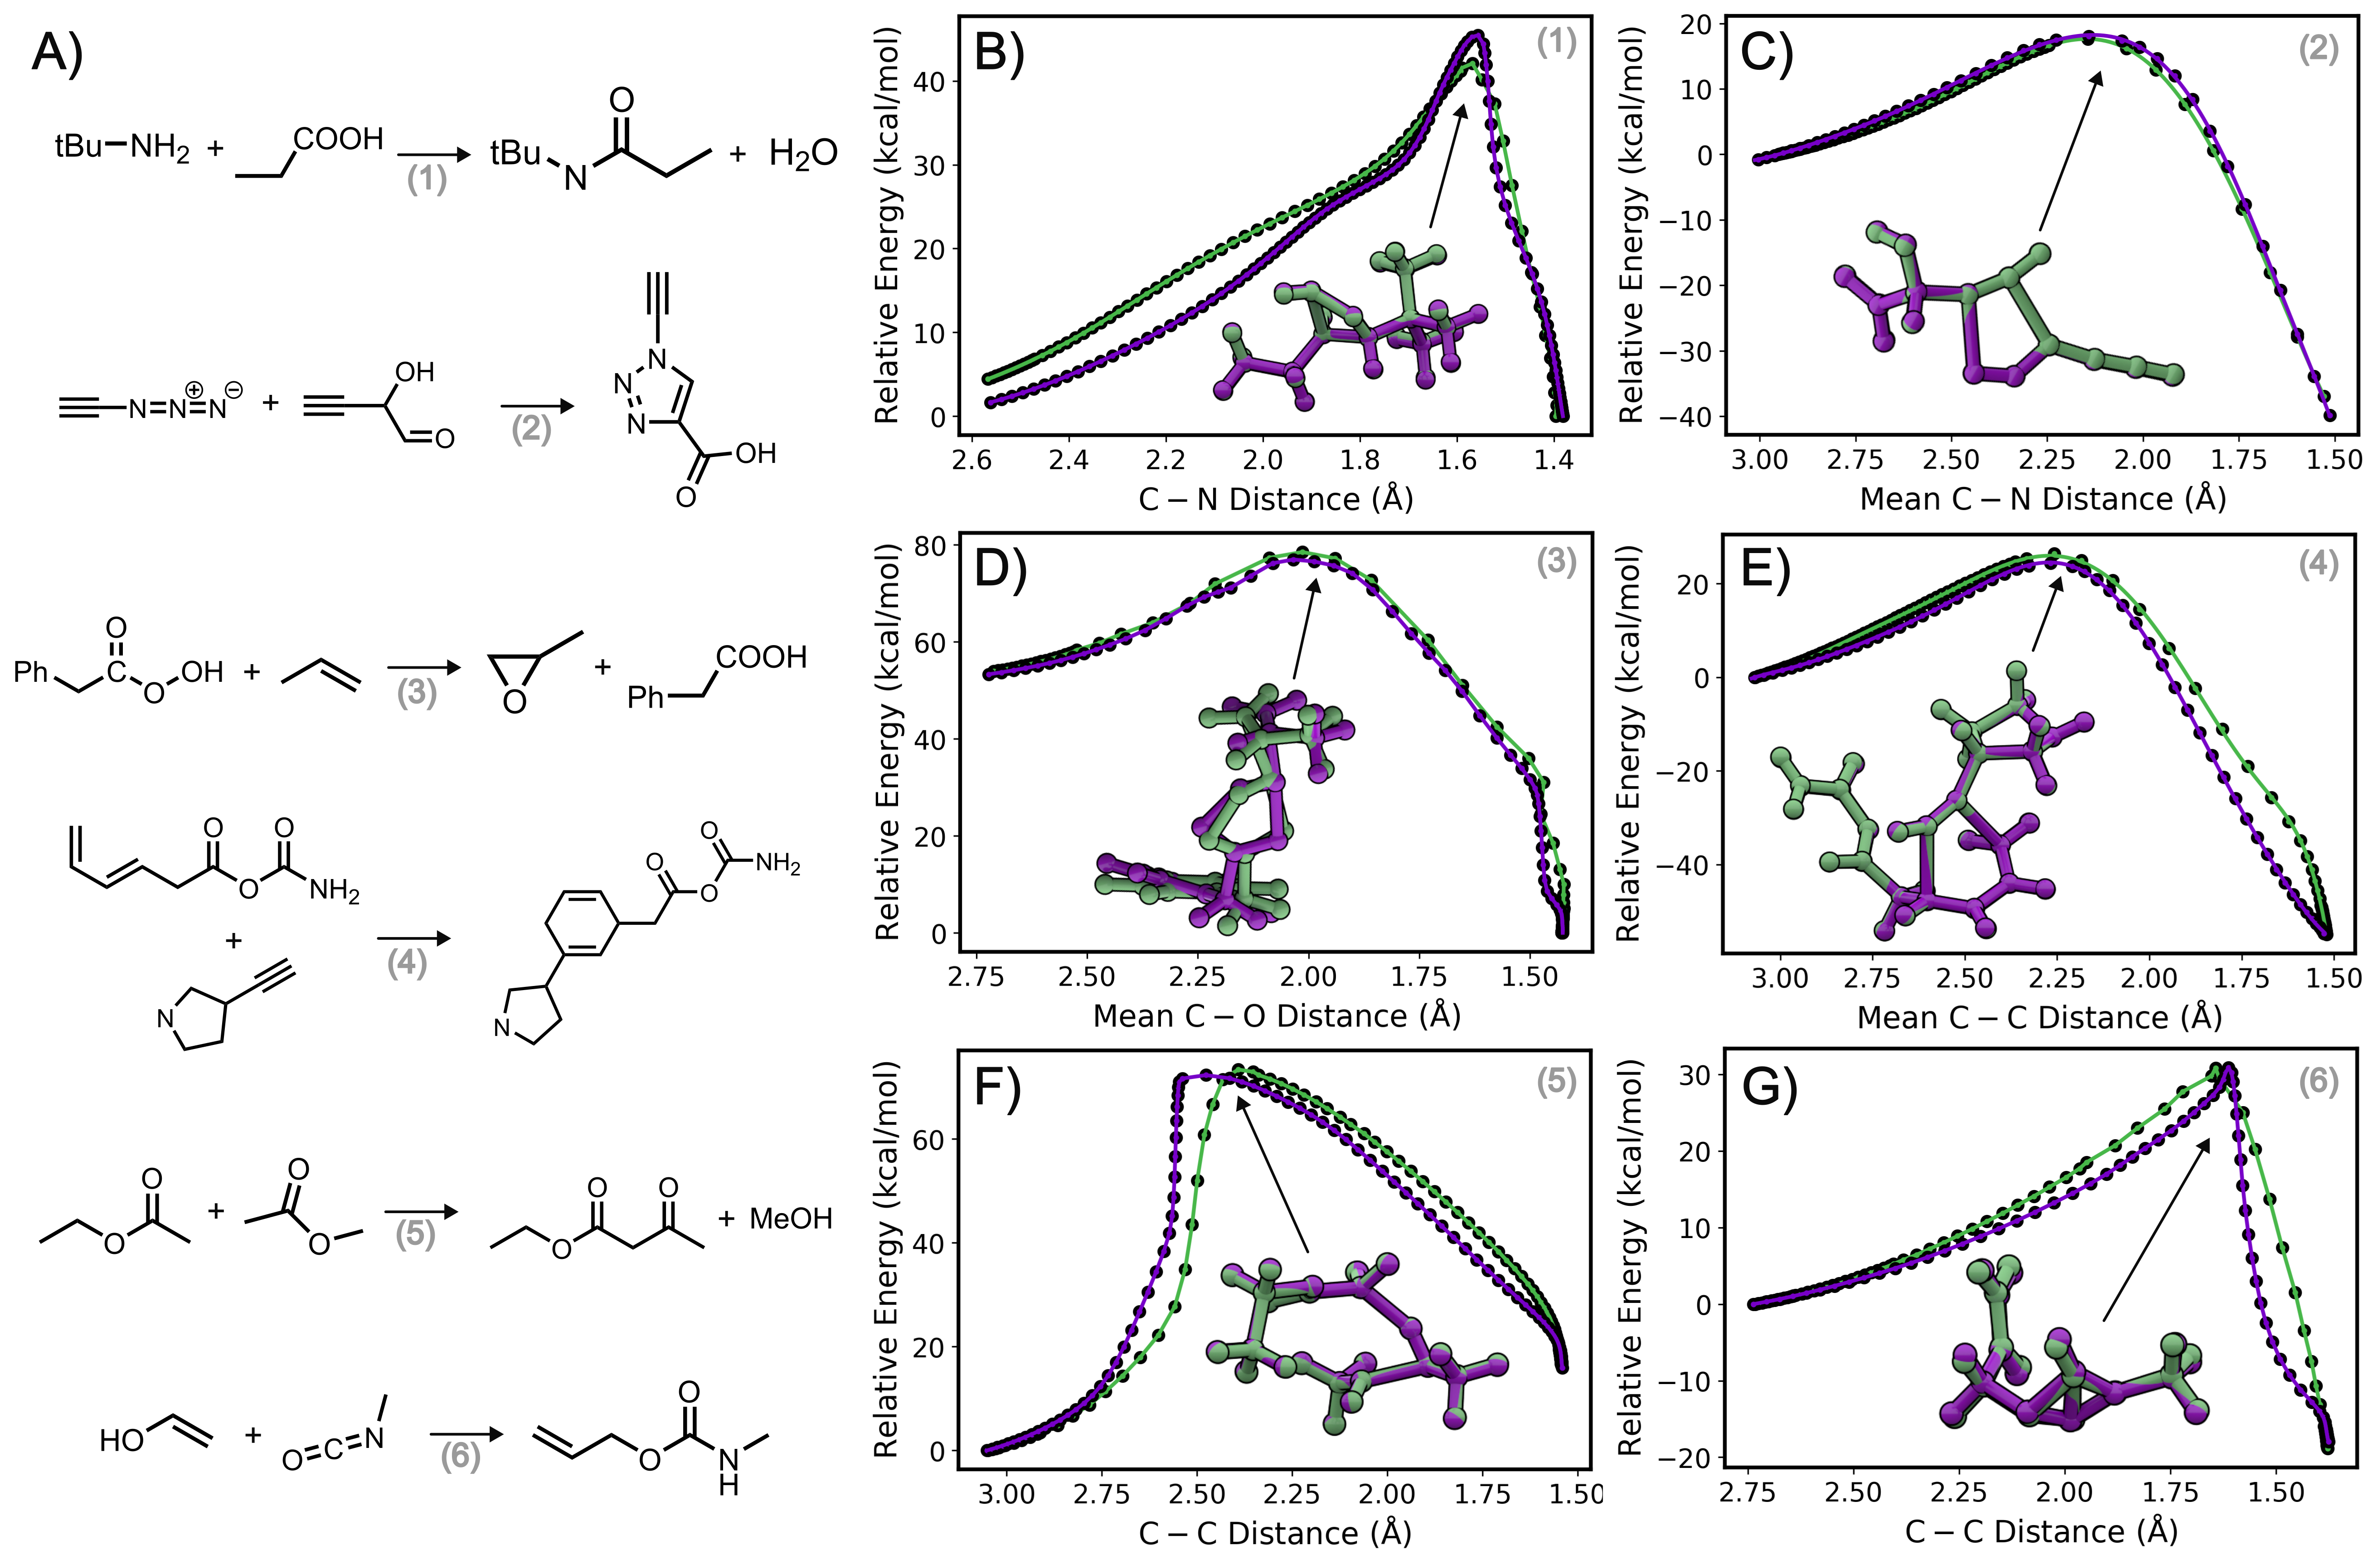 A)
tBu NH2 + COOH (1) tBu N O + H2O
N N N ⊕ ⊖ + OH O (2) N N N OH O
Ph O C O OH + (3) O + Ph COOH
O O O NH2 + N (4) O O O NH2 N
O O + O O (5) O O O + MeOH
HO + O C N (6) O O N H
B)
(1)
Relative Energy (kcal/mol)
40
30
20
10
0
2.6 2.4 2.2 2.0 1.8 1.6 1.4
C − N Distance (Å)
C)
(2)
Relative Energy (kcal/mol)
20
10
0
−10
−20
−30
−40
3.00 2.75 2.50 2.25 2.00 1.75 1.50
Mean C − N Distance (Å)
D)
(3)
Relative Energy (kcal/mol)
80
60
40
20
0
2.75 2.50 2.25 2.00 1.75 1.50
Mean C − O Distance (Å)
E)
(4)
Relative Energy (kcal/mol)
20
0
−20
−40
3.00 2.75 2.50 2.25 2.00 1.75 1.50
Mean C − C Distance (Å)
F)
(5)
Relative Energy (kcal/mol)
60
40
20
0
3.00 2.75 2.50 2.25 2.00 1.75 1.50
C − C Distance (Å)
G)
(6)
Relative Energy (kcal/mol)
30
20
10
0
−10
−20
2.75 2.50 2.25 2.00 1.75 1.50
C − C Distance (Å)